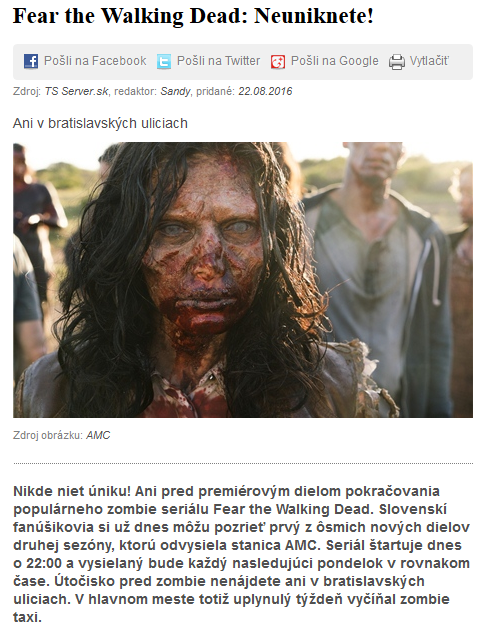 Fear the Walking Dead: Neuniknete!
Pošli na Facebook Pošli na Twitter Pošli na Google Vytlačiť
Zdroj: TS Server.sk, redaktor: Sandy, pridané: 22.08.2016
Ani v bratislavských uliciach
Zdroj obrázku: AMC
Nikde niet úniku! Ani pred premiérovým dielom pokračovania
populárneho zombie seriálu Fear the Walking Dead. Slovenskí
fanúšikovia si už dnes môžu pozrieť prvý z ôsmich nových dielov
druhej sezóny, ktorú odvysiela stanica AMC. Seriál štartuje dnes
o 22:00 a vysielaný bude každý nasledujúci pondelok v rovnakom
čase. Útočisko pred zombie nenájdete ani v bratislavských
uliciach. V hlavnom meste totiž uplynulý týždeň vyčíňal zombie
taxi.